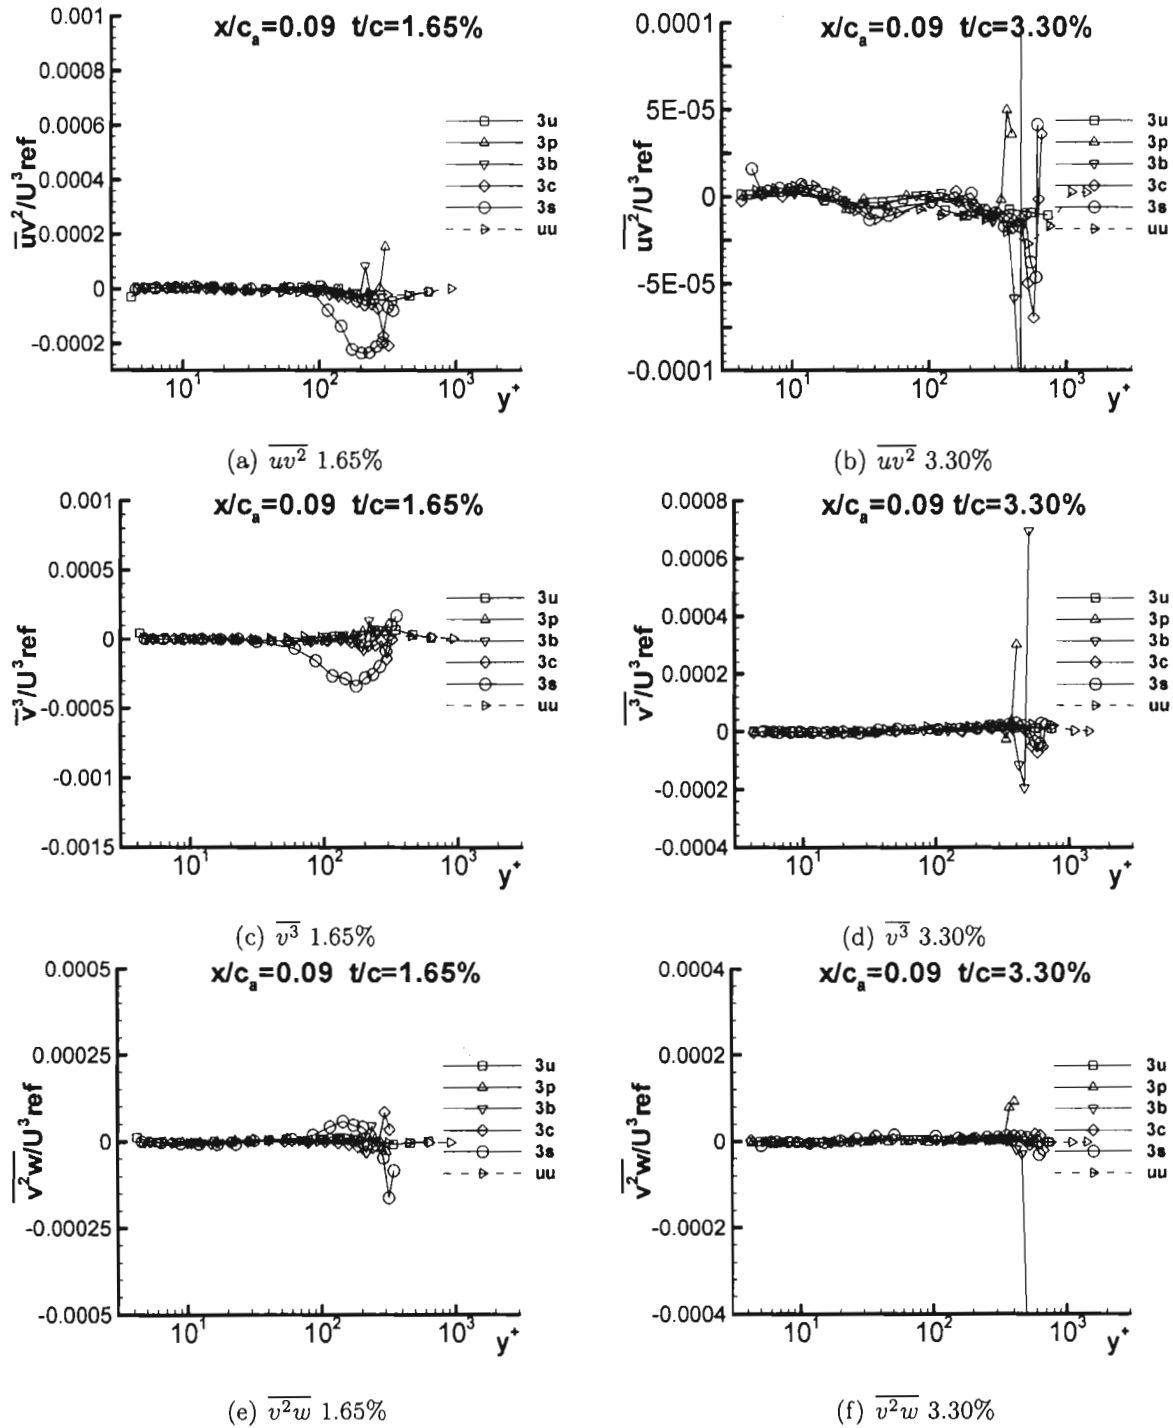 x/cₐ=0.09 t/c=1.65%
0.001
0.0008
0.0006
0.0004
0.0002
0
-0.0002
uv²/U³ref
3u
3p
3b
3c
3s
uu
10¹ 10² 10³
y⁺
(a) uv² 1.65%
x/cₐ=0.09 t/c=3.30%
0.0001
5E-05
0
-5E-05
-0.0001
uv²/U³ref
3u
3p
3b
3c
3s
uu
10¹ 10² 10³
y⁺
(b) uv² 3.30%
x/cₐ=0.09 t/c=1.65%
0.001
0.0005
0
-0.0005
-0.001
-0.0015
v³/U³ref
3u
3p
3b
3c
3s
uu
10¹ 10² 10³
y⁺
(c) v³ 1.65%
x/cₐ=0.09 t/c=3.30%
0.0008
0.0006
0.0004
0.0002
0
-0.0002
-0.0004
v³/U³ref
3u
3p
3b
3c
3s
uu
10¹ 10² 10³
y⁺
(d) v³ 3.30%
x/cₐ=0.09 t/c=1.65%
0.0005
0.00025
0
-0.00025
-0.0005
v²w/U³ref
3u
3p
3b
3c
3s
uu
10¹ 10² 10³
y⁺
(e) v²w 1.65%
x/cₐ=0.09 t/c=3.30%
0.0004
0.0002
0
-0.0002
-0.0004
v²w/U³ref
3u
3p
3b
3c
3s
uu
10¹ 10² 10³
y⁺
(f) v²w 3.30%